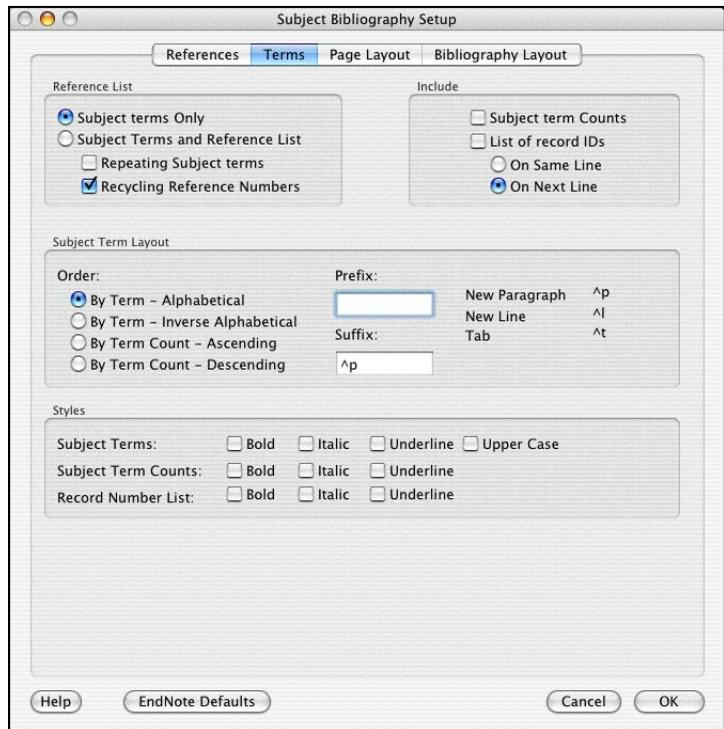 Subject Bibliography Setup
References Terms Page Layout Bibliography Layout
Reference List
Subject terms Only
Subject Terms and Reference List
Repeating Subject terms
Recycling Reference Numbers
Include
Subject term Counts
List of record IDs
On Same Line
On Next Line
Subject Term Layout
Order:
By Term - Alphabetical
By Term - Inverse Alphabetical
By Term Count - Ascending
By Term Count - Descending
Prefix:
Suffix:
^p
New Paragraph ^p
New Line ^l
Tab ^t
Styles
Subject Terms: Bold Italic Underline Upper Case
Subject Term Counts: Bold Italic Underline
Record Number List: Bold Italic Underline
Help EndNote Defaults Cancel OK